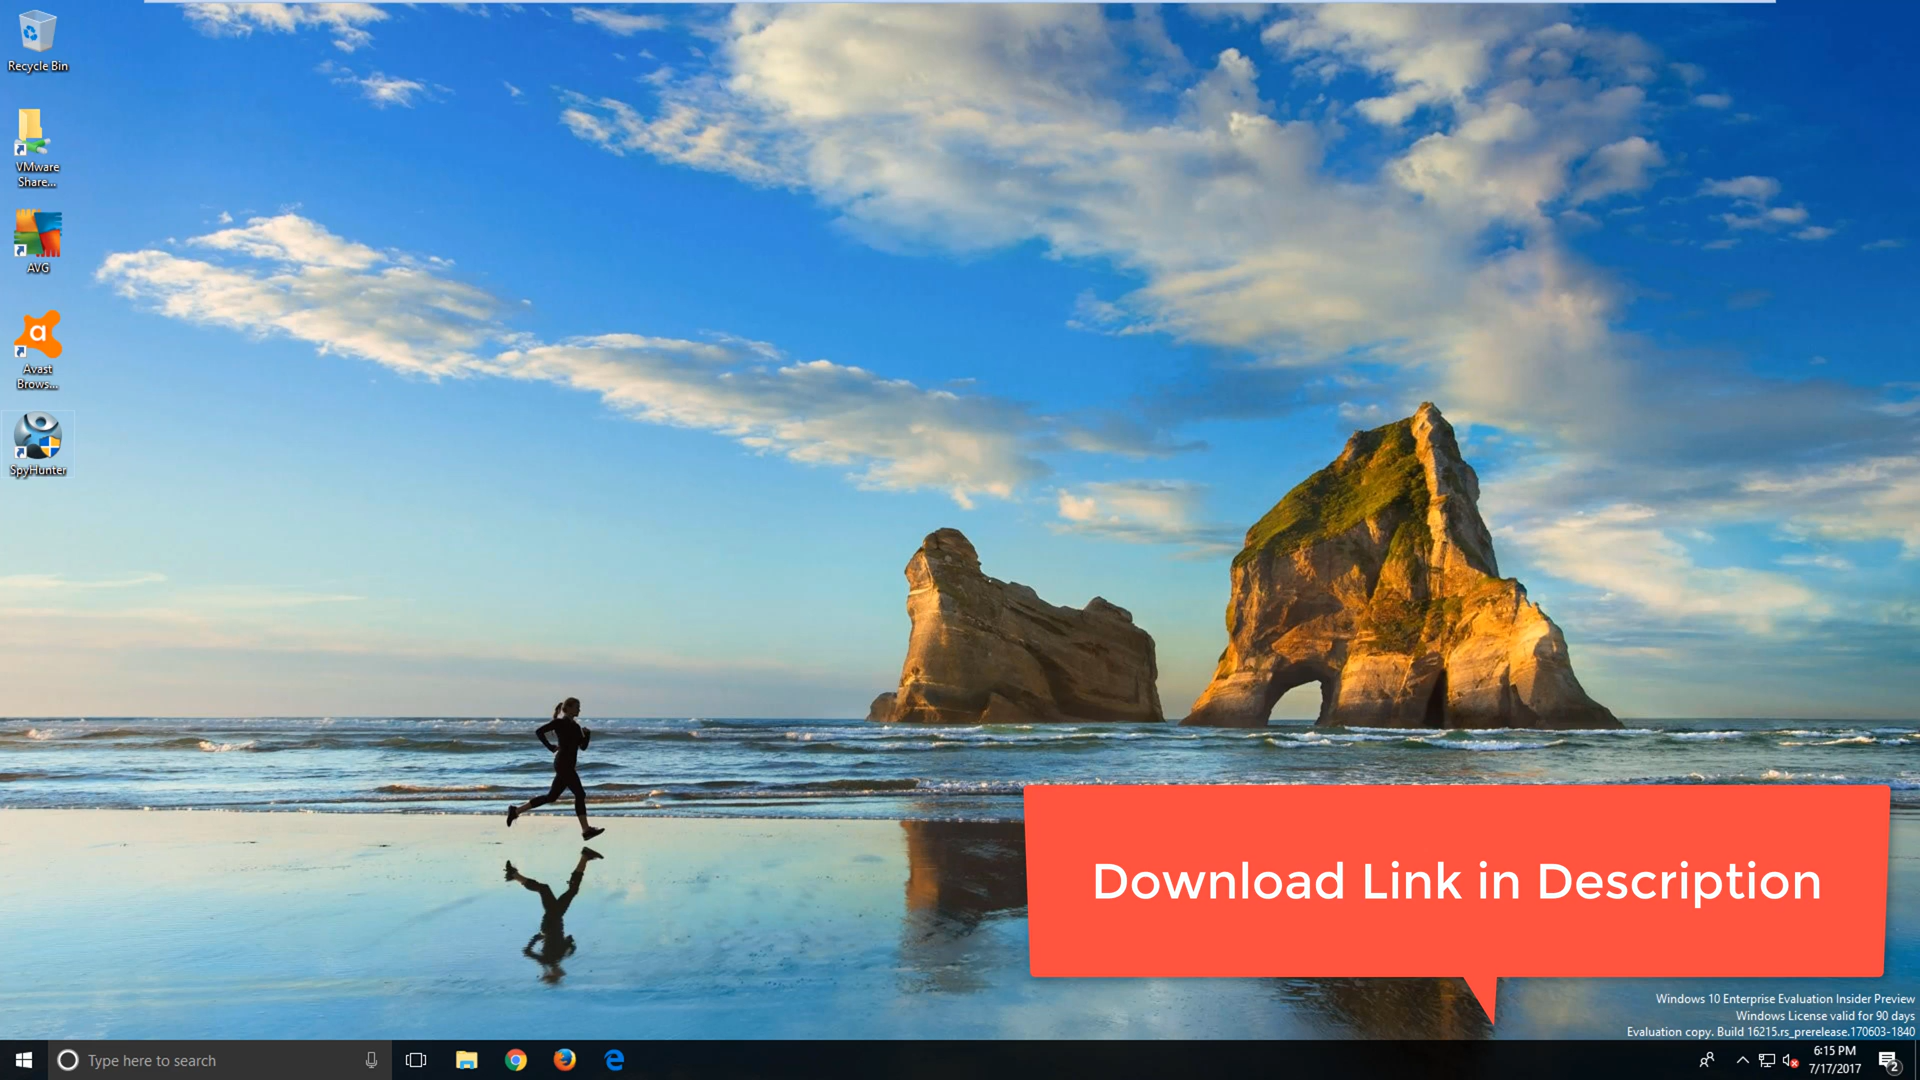 Recycle Bin
VMware
Share...
AVG
Avast
Brows...
SpyHunter
Download Link in Description
Windows 10 Enterprise Evaluation Insider Preview
Windows License valid for 90 days
Evaluation copy. Build 16215.rs_prerelease.170603-1840
Type here to search
6:15 PM
7/17/2017
2